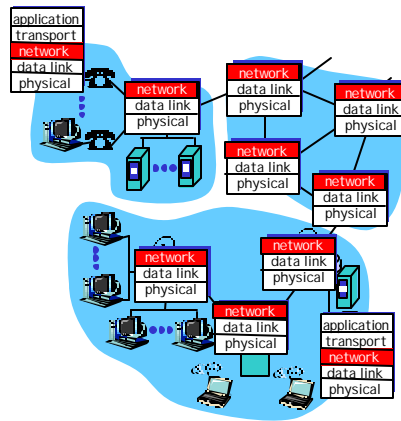 application
transport
network
data link
physical
network
data link
physical
network
data link
physical
network
data link
physical
network
data link
physical
network
data link
physical
network
data link
physical
network
data link
physical
network
data link
physical
application
transport
network
data link
physical